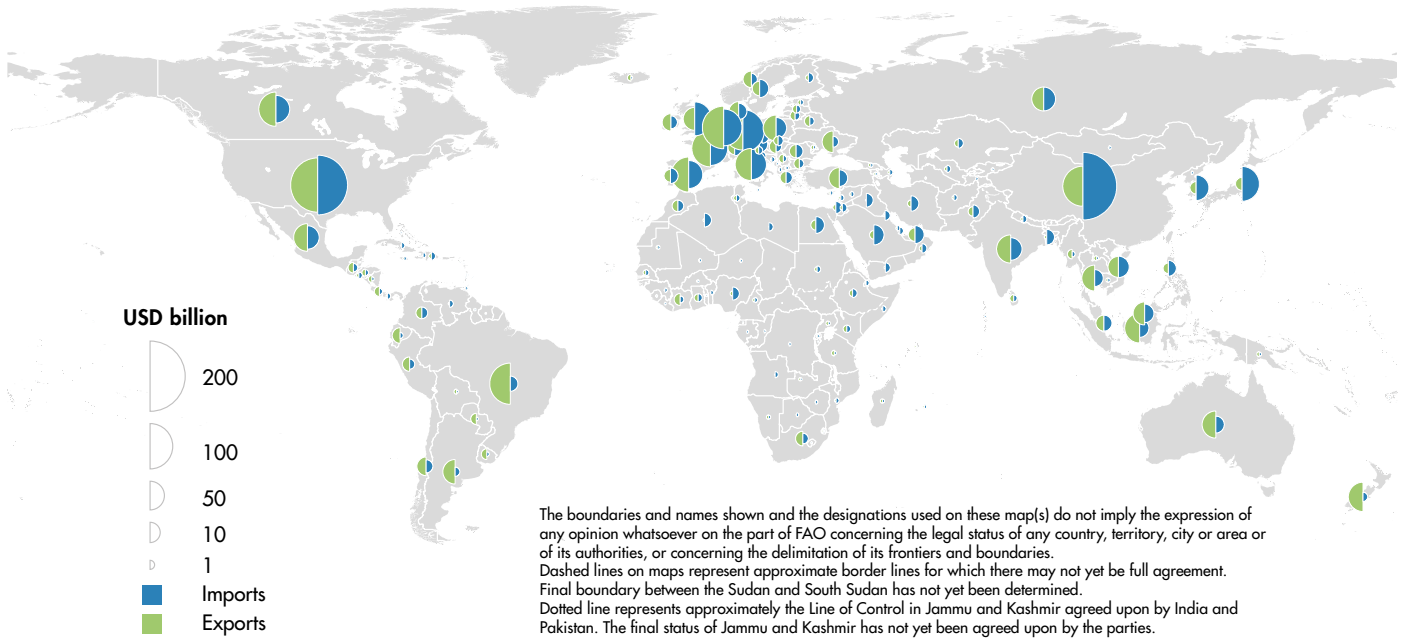 USD billion
200
100
50
10
1
Imports
Exports
The boundaries and names shown and the designations used on these map(s) do not imply the expression of
any opinion whatsoever on the part of FAO concerning the legal status of any country, territory, city or area or
of its authorities, or concerning the delimitation of its frontiers and boundaries.
Dashed lines on maps represent approximate border lines for which there may not yet be full agreement.
Final boundary between the Sudan and South Sudan has not yet been determined.
Dotted line represents approximately the Line of Control in Jammu and Kashmir agreed upon by India and
Pakistan. The final status of Jammu and Kashmir has not yet been agreed upon by the parties.